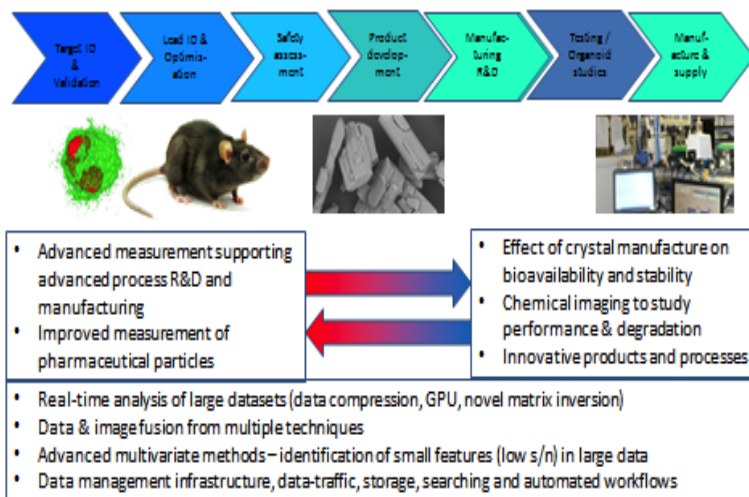 Target ID
&
Validation
Lead ID &
Optimis-
ation
Safety
assess-
ment
Product
develop-
ment
Manufac-
turing
R&D
Testing /
Organoid
studies
Manuf-
acture &
supply
• Advanced measurement supporting
advanced process R&D and
manufacturing
• Improved measurement of
pharmaceutical particles
• Effect of crystal manufacture on
bioavailability and stability
• Chemical imaging to study
performance & degradation
• Innovative products and processes
• Real-time analysis of large datasets (data compression, GPU, novel matrix inversion)
• Data & image fusion from multiple techniques
• Advanced multivariate methods – identification of small features (low s/n) in large data
• Data management infrastructure, data-traffic, storage, searching and automated workflows